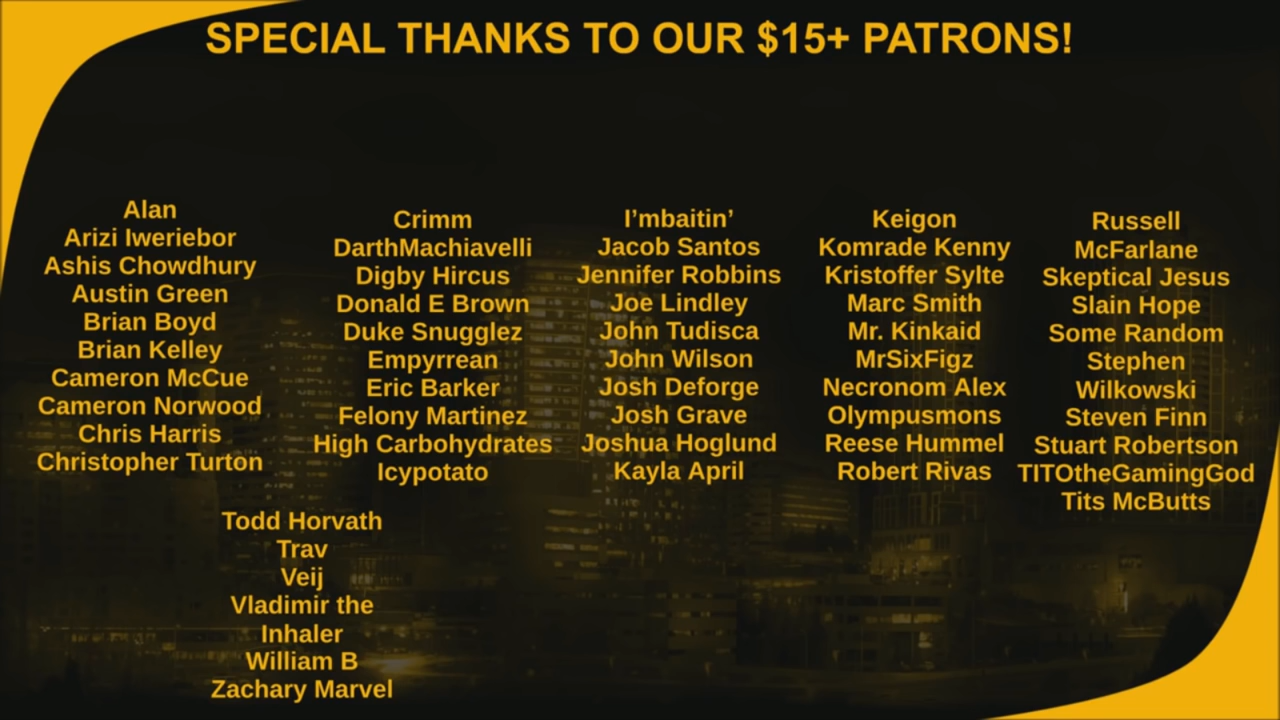 SPECIAL THANKS TO OUR $15+ PATRONS!
Alan
Arizi Iweriebor
Ashis Chowdhury
Austin Green
Brian Boyd
Brian Kelley
Cameron McCue
Cameron Norwood
Chris Harris
Christopher Turton
Crimm
DarthMachiavelli
Digby Hircus
Donald E Brown
Duke Snugglez
Empyrrean
Eric Barker
Felony Martinez
High Carbohydrates
Icypotato
I’mbaitin’
Jacob Santos
Jennifer Robbins
Joe Lindley
John Tudisca
John Wilson
Josh Deforge
Josh Grave
Joshua Hoglund
Kayla April
Keigon
Komrade Kenny
Kristoffer Sylte
Marc Smith
Mr. Kinkaid
MrSixFigz
Necronom Alex
Olympusmons
Reese Hummel
Robert Rivas
Russell
McFarlane
Skeptical Jesus
Slain Hope
Some Random
Stephen
Wilkowski
Steven Finn
Stuart Robertson
TITOtheGamingGod
Tits McButts
Todd Horvath
Trav
Veij
Vladimir the
Inhaler
William B
Zachary Marvel